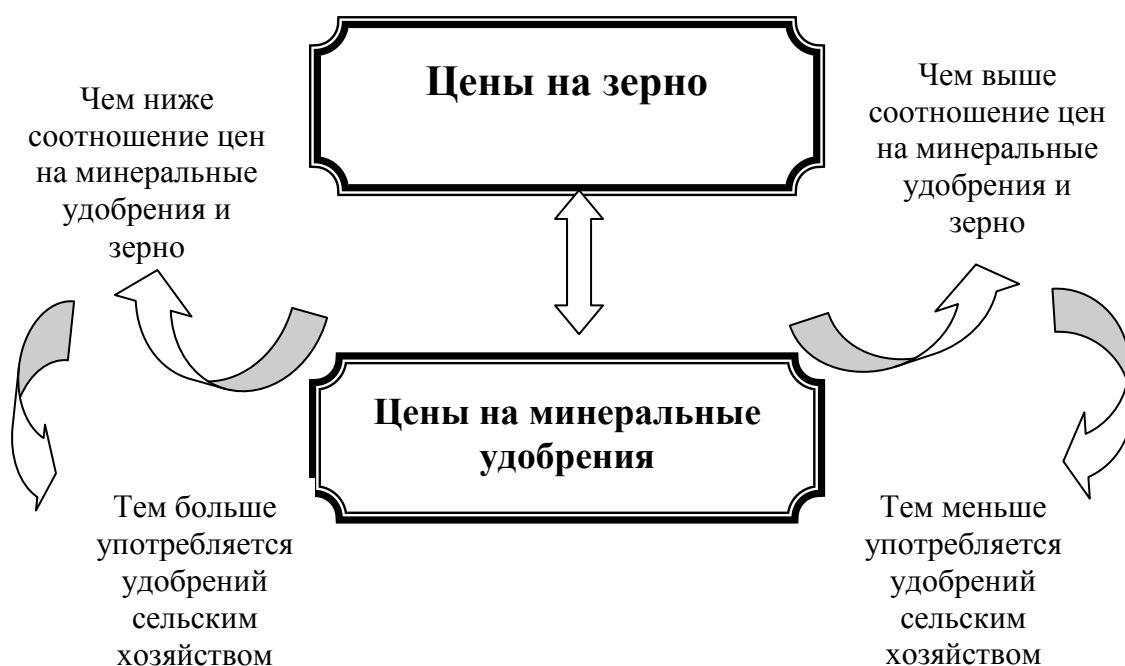 Цены на зерно
Чем ниже
соотношение цен
на минеральные
удобрения и
зерно
Чем выше
соотношение цен
на минеральные
удобрения и
зерно
Цены на минеральные
удобрения
Тем больше
употребляется
удобрений
сельским
хозяйством
Тем меньше
употребляется
удобрений
сельским
хозяйством